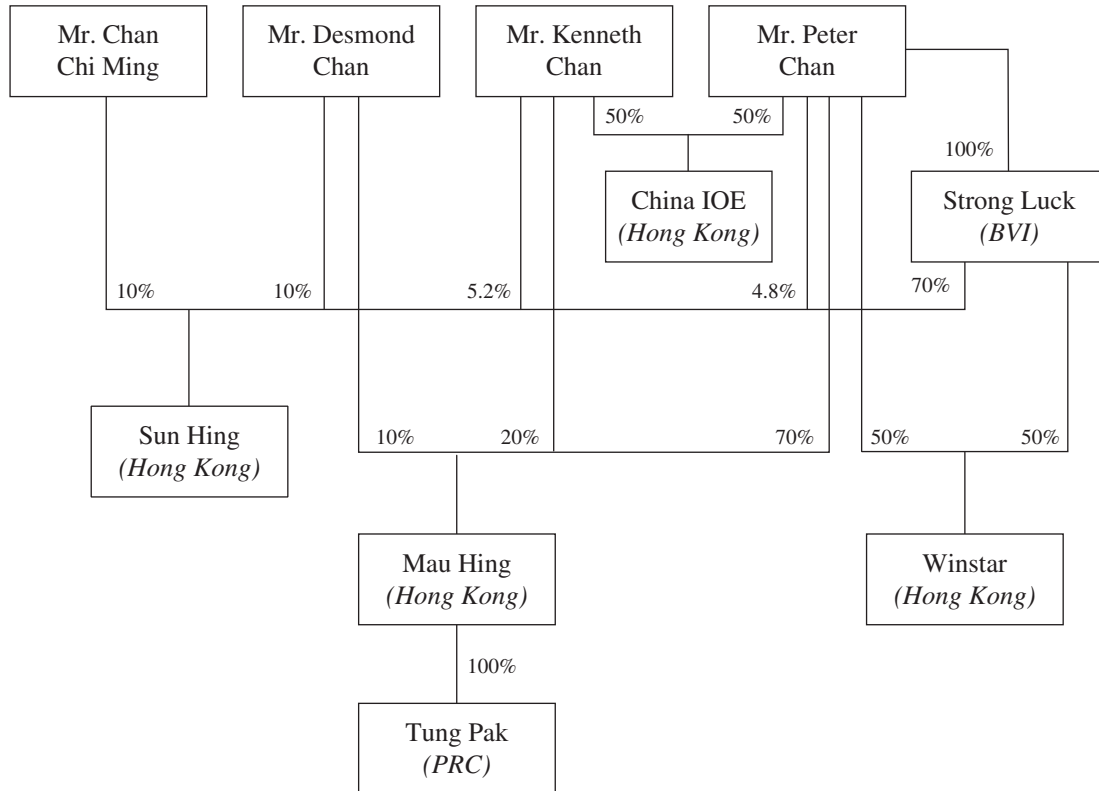 Mr. Chan
Chi Ming
Mr. Desmond
Chan
Mr. Kenneth
Chan
Mr. Peter
Chan
50%
50%
100%
China IOE
(Hong Kong)
Strong Luck
(BVI)
10%
10%
5.2%
4.8%
70%
Sun Hing
(Hong Kong)
10%
20%
70%
50%
50%
Mau Hing
(Hong Kong)
Winstar
(Hong Kong)
100%
Tung Pak
(PRC)